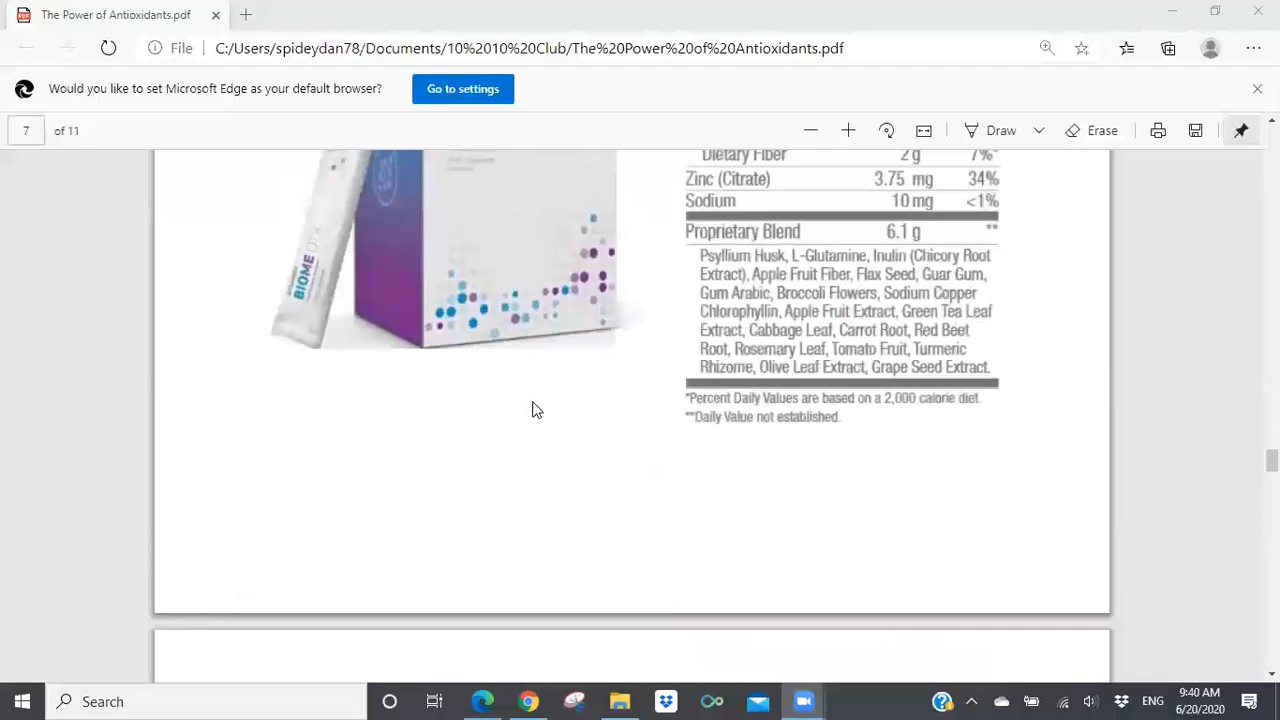 The Power of Antioxidants.pdf
File
C:/Users/spideydan78/Documents/10%2010%20Club/The%20Power%20of%20Antioxidants.pdf
Would you like to set Microsoft Edge as your default browser?
Go to settings
7 of 11
Draw
Erase
Dietary Fiber 2 g 7%*
Zinc (Citrate) 3.75 mg 34%
Sodium 10 mg <1%
Proprietary Blend 6.1 g **
Psyllium Husk, L-Glutamine, Inulin (Chicory Root
Extract), Apple Fruit Fiber, Flax Seed, Guar Gum,
Gum Arabic, Broccoli Flowers, Sodium Copper
Chlorophyllin, Apple Fruit Extract, Green Tea Leaf
Extract, Cabbage Leaf, Carrot Root, Red Beet
Root, Rosemary Leaf, Tomato Fruit, Turmeric
Rhizome, Olive Leaf Extract, Grape Seed Extract.
*Percent Daily Values are based on a 2,000 calorie diet.
**Daily Value not established.
Search
ENG
9:40 AM
6/20/2020